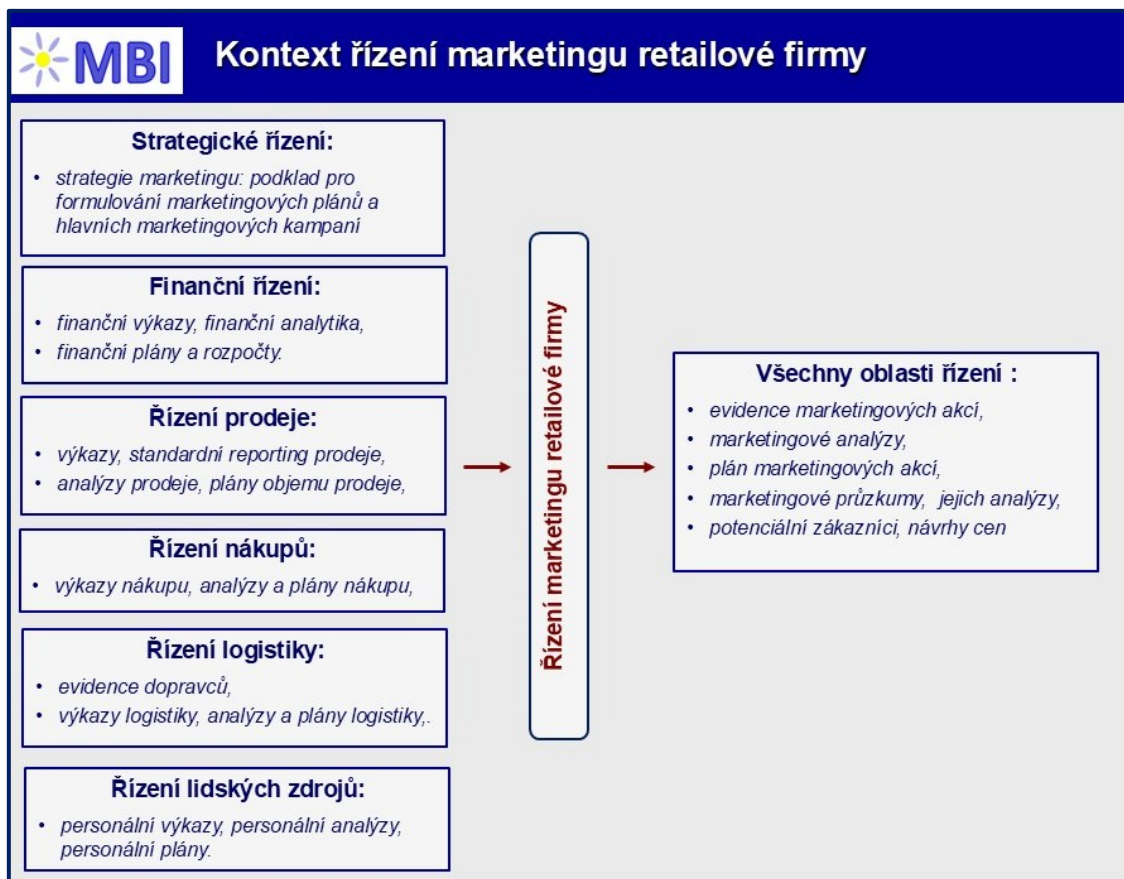 MBI
Kontext řízení marketingu retailové firmy
Strategické řízení:
• strategie marketingu: podklad pro
formulování marketingových plánů a
hlavních marketingových kampaní
Finanční řízení:
• finanční výkazy, finanční analytika,
• finanční plány a rozpočty.
Řízení prodeje:
• výkazy, standardní reporting prodeje,
• analýzy prodeje, plány objemu prodeje,
Řízení nákupů:
• výkazy nákupu, analýzy a plány nákupu,
Řízení logistiky:
• evidence dopravců,
• výkazy logistiky, analýzy a plány logistiky,.
Řízení lidských zdrojů:
• personální výkazy, personální analýzy,
personální plány.
Řízení marketingu retailové firmy
Všechny oblasti řízení :
• evidence marketingových akcí,
• marketingové analýzy,
• plán marketingových akcí,
• marketingové průzkumy, jejich analýzy,
• potenciální zákazníci, návrhy cen